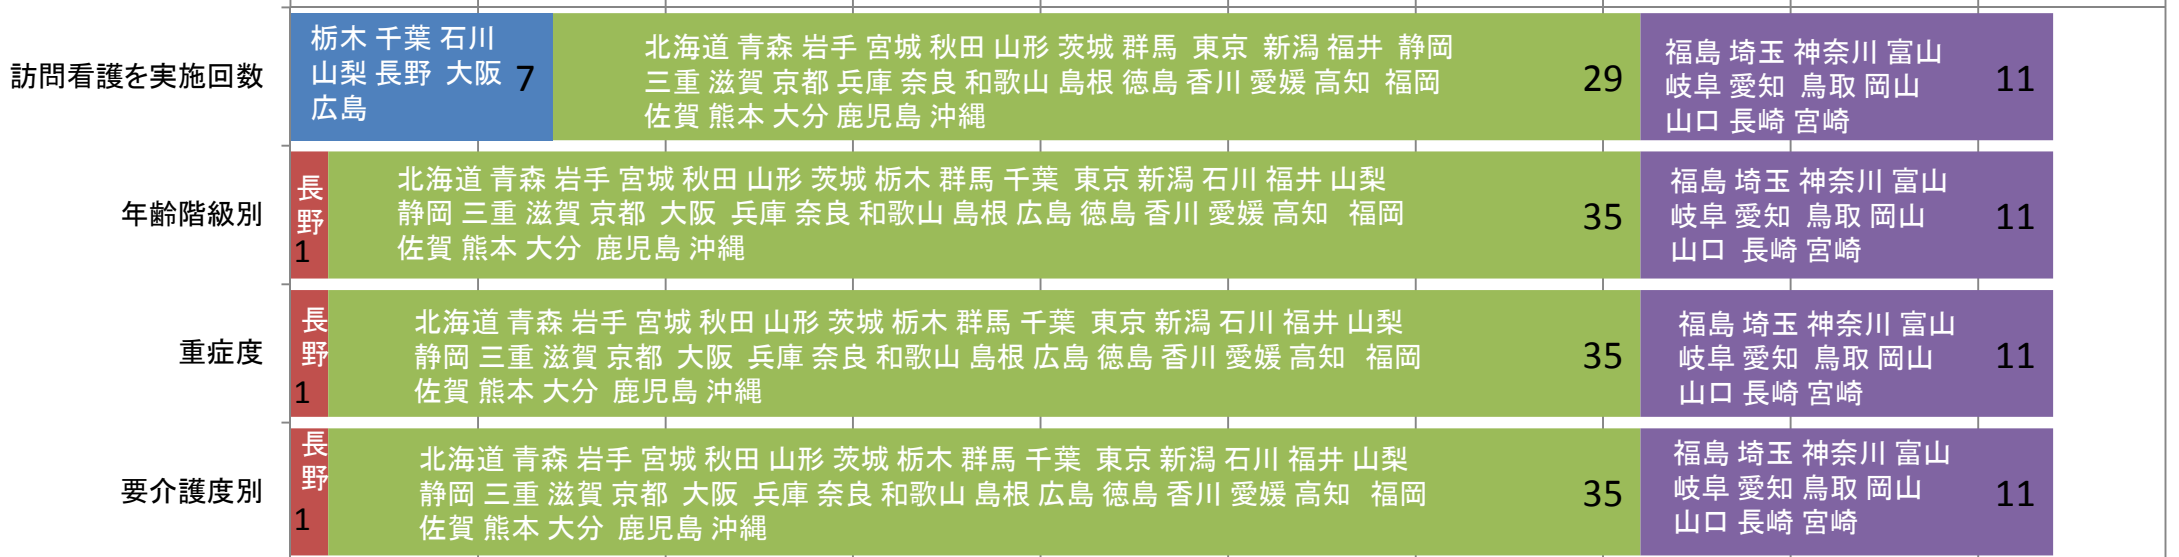 訪問看護を実施回数
栃木 千葉 石川
山梨 長野 大阪
広島
7
北海道 青森 岩手 宮城 秋田 山形 茨城 群馬 東京 新潟 福井 静岡
三重 滋賀 京都 兵庫 奈良 和歌山 島根 徳島 香川 愛媛 高知 福岡
佐賀 熊本 大分 鹿児島 沖縄
29
福島 埼玉 神奈川 富山
岐阜 愛知 鳥取 岡山
山口 長崎 宮崎
11
年齢階級別
長
野
1
北海道 青森 岩手 宮城 秋田 山形 茨城 栃木 群馬 千葉 東京 新潟 石川 福井 山梨
静岡 三重 滋賀 京都 大阪 兵庫 奈良 和歌山 島根 広島 徳島 香川 愛媛 高知 福岡
佐賀 熊本 大分 鹿児島 沖縄
35
福島 埼玉 神奈川 富山
岐阜 愛知 鳥取 岡山
山口 長崎 宮崎
11
重症度
長
野
1
北海道 青森 岩手 宮城 秋田 山形 茨城 栃木 群馬 千葉 東京 新潟 石川 福井 山梨
静岡 三重 滋賀 京都 大阪 兵庫 奈良 和歌山 島根 広島 徳島 香川 愛媛 高知 福岡
佐賀 熊本 大分 鹿児島 沖縄
35
福島 埼玉 神奈川 富山
岐阜 愛知 鳥取 岡山
山口 長崎 宮崎
11
要介護度別
長
野
1
北海道 青森 岩手 宮城 秋田 山形 茨城 栃木 群馬 千葉 東京 新潟 石川 福井 山梨
静岡 三重 滋賀 京都 大阪 兵庫 奈良 和歌山 島根 広島 徳島 香川 愛媛 高知 福岡
佐賀 熊本 大分 鹿児島 沖縄
35
福島 埼玉 神奈川 富山
岐阜 愛知 鳥取 岡山
山口 長崎 宮崎
11